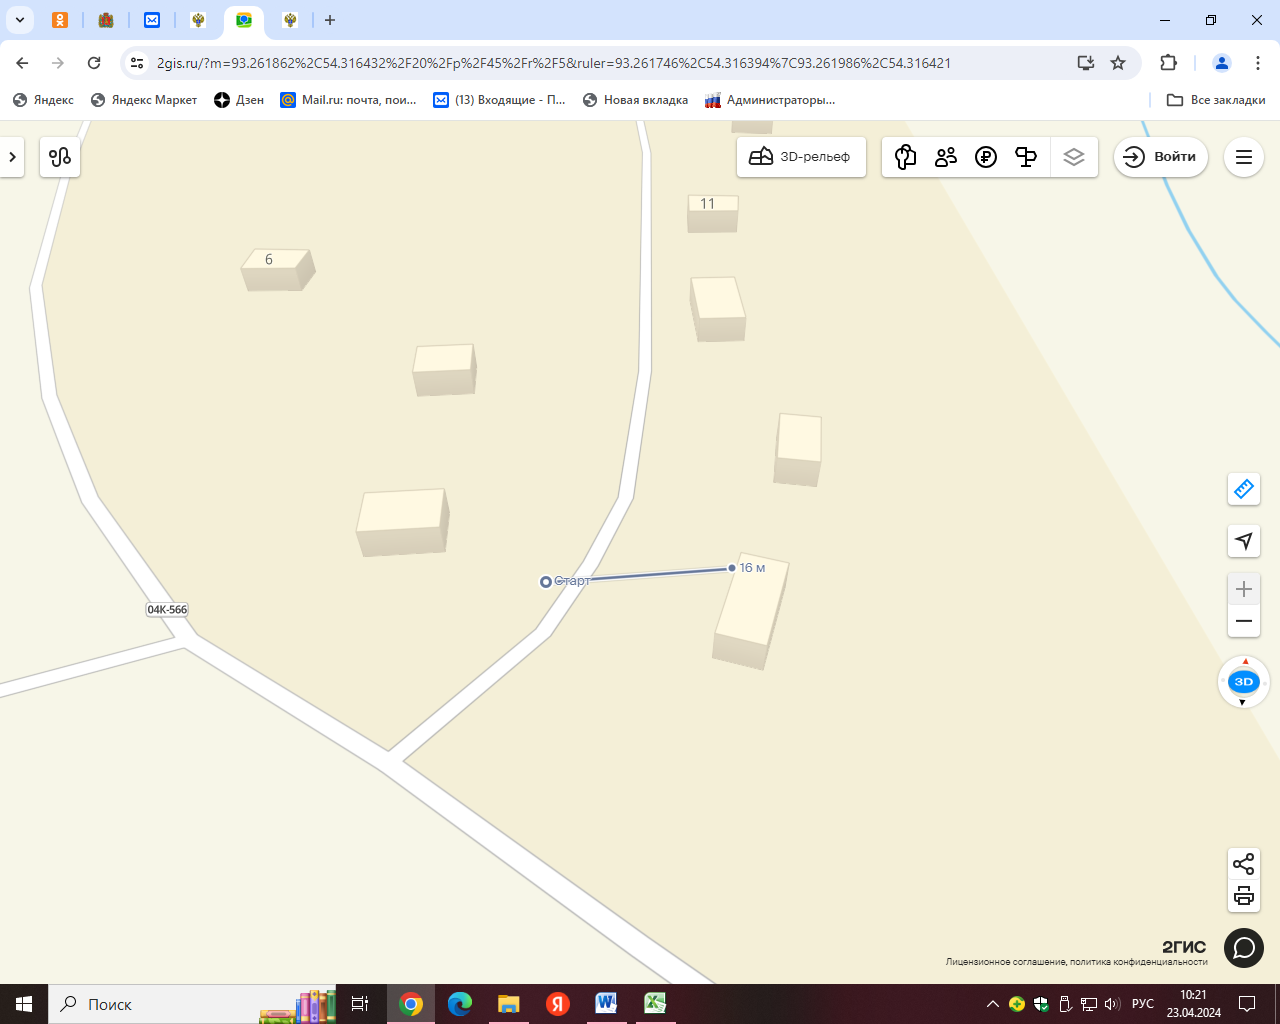 2gis.ru/?m=93.261862%2C54.316432%2F20%2Fp%2F45%2Fr%2F5&ruler=93.261746%2C54.316394%7C93.261986%2C54.316421
Яндекс
Яндекс Маркет
Дзен
Mail.ru: почта, пои...
(13) Входящие - П...
Новая вкладка
Администраторы...
Все закладки
3D-рельеф
Войти
11
6
Старт
16 м
04К-566
3D
2ГИС
Лицензионное соглашение, политика конфиденциальности
Поиск
РУС
10:21
23.04.2024